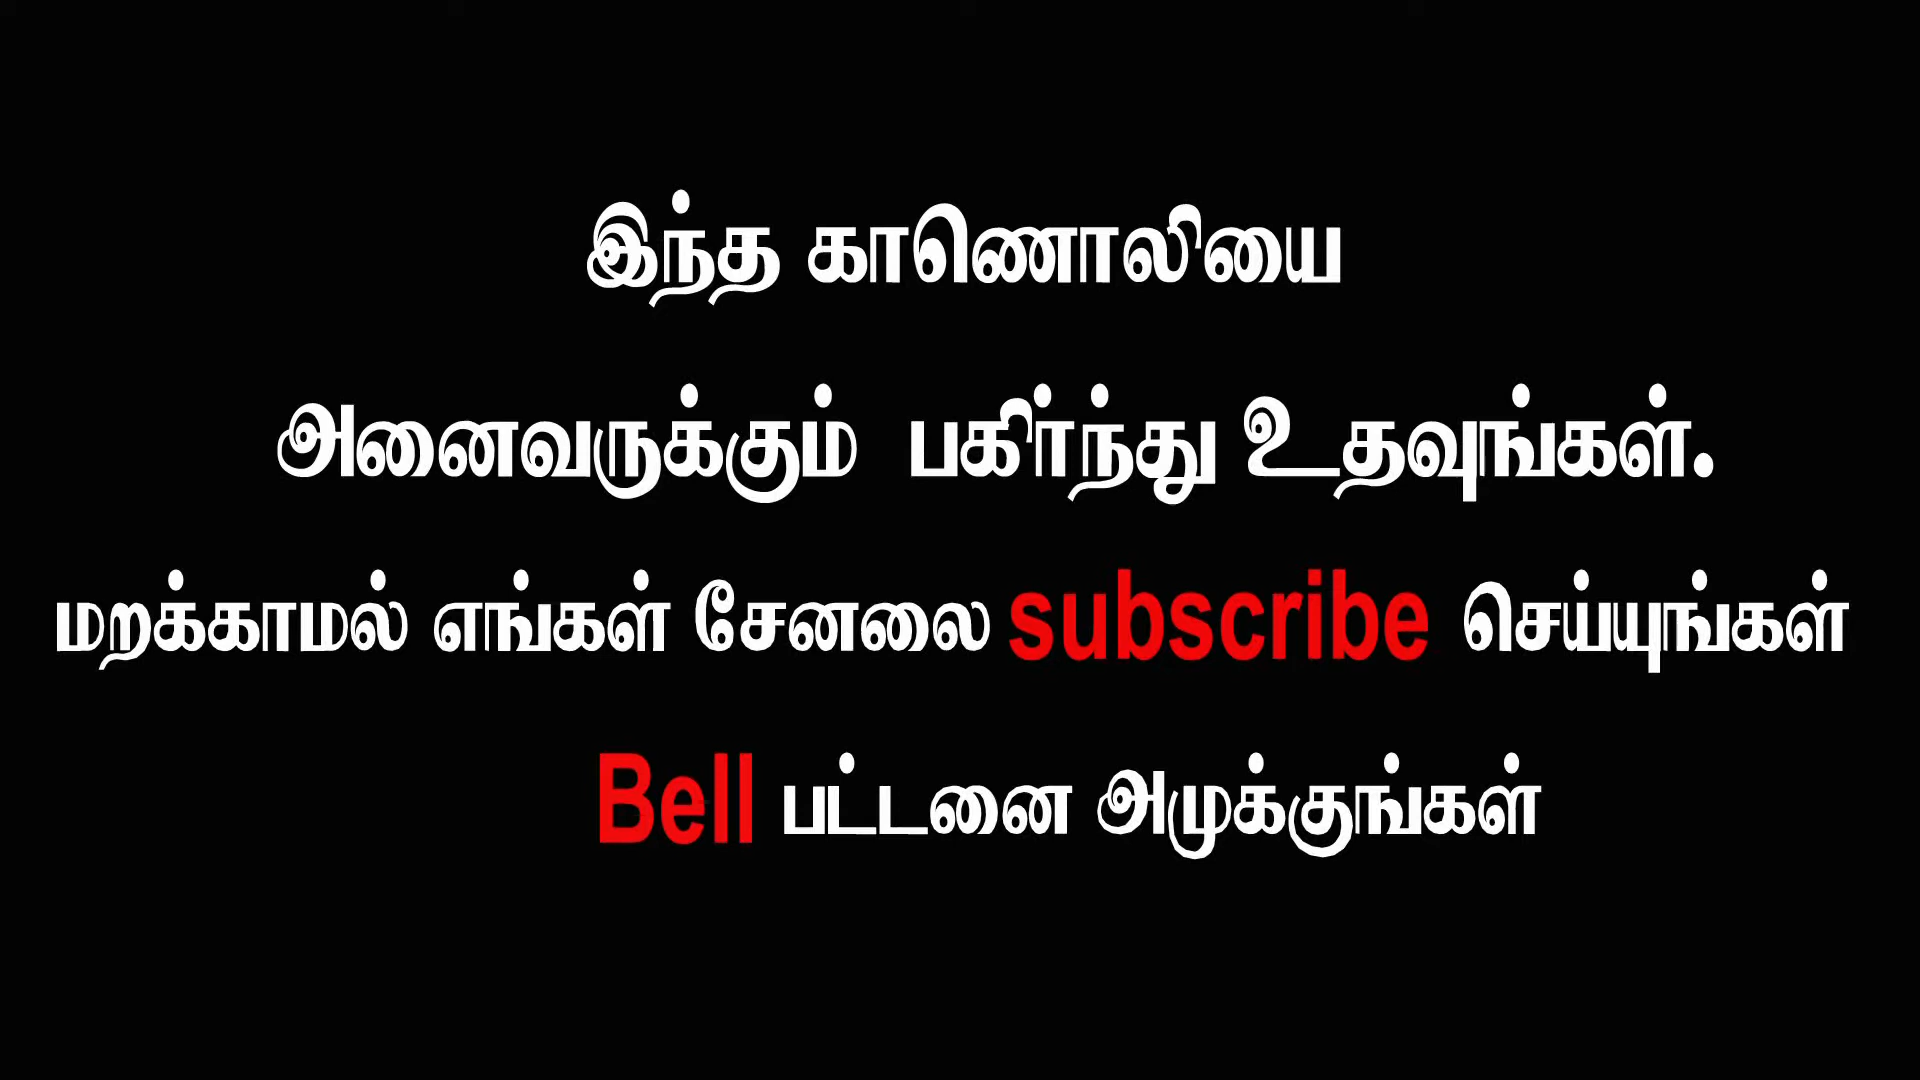 இந்த காணொலியை
அனைவருக்கும் பகிர்ந்து உதவுங்கள்.
மறக்காமல் எங்கள் சேனலை subscribe செய்யுங்கள்
Bell பட்டனை அழுக்குங்கள்